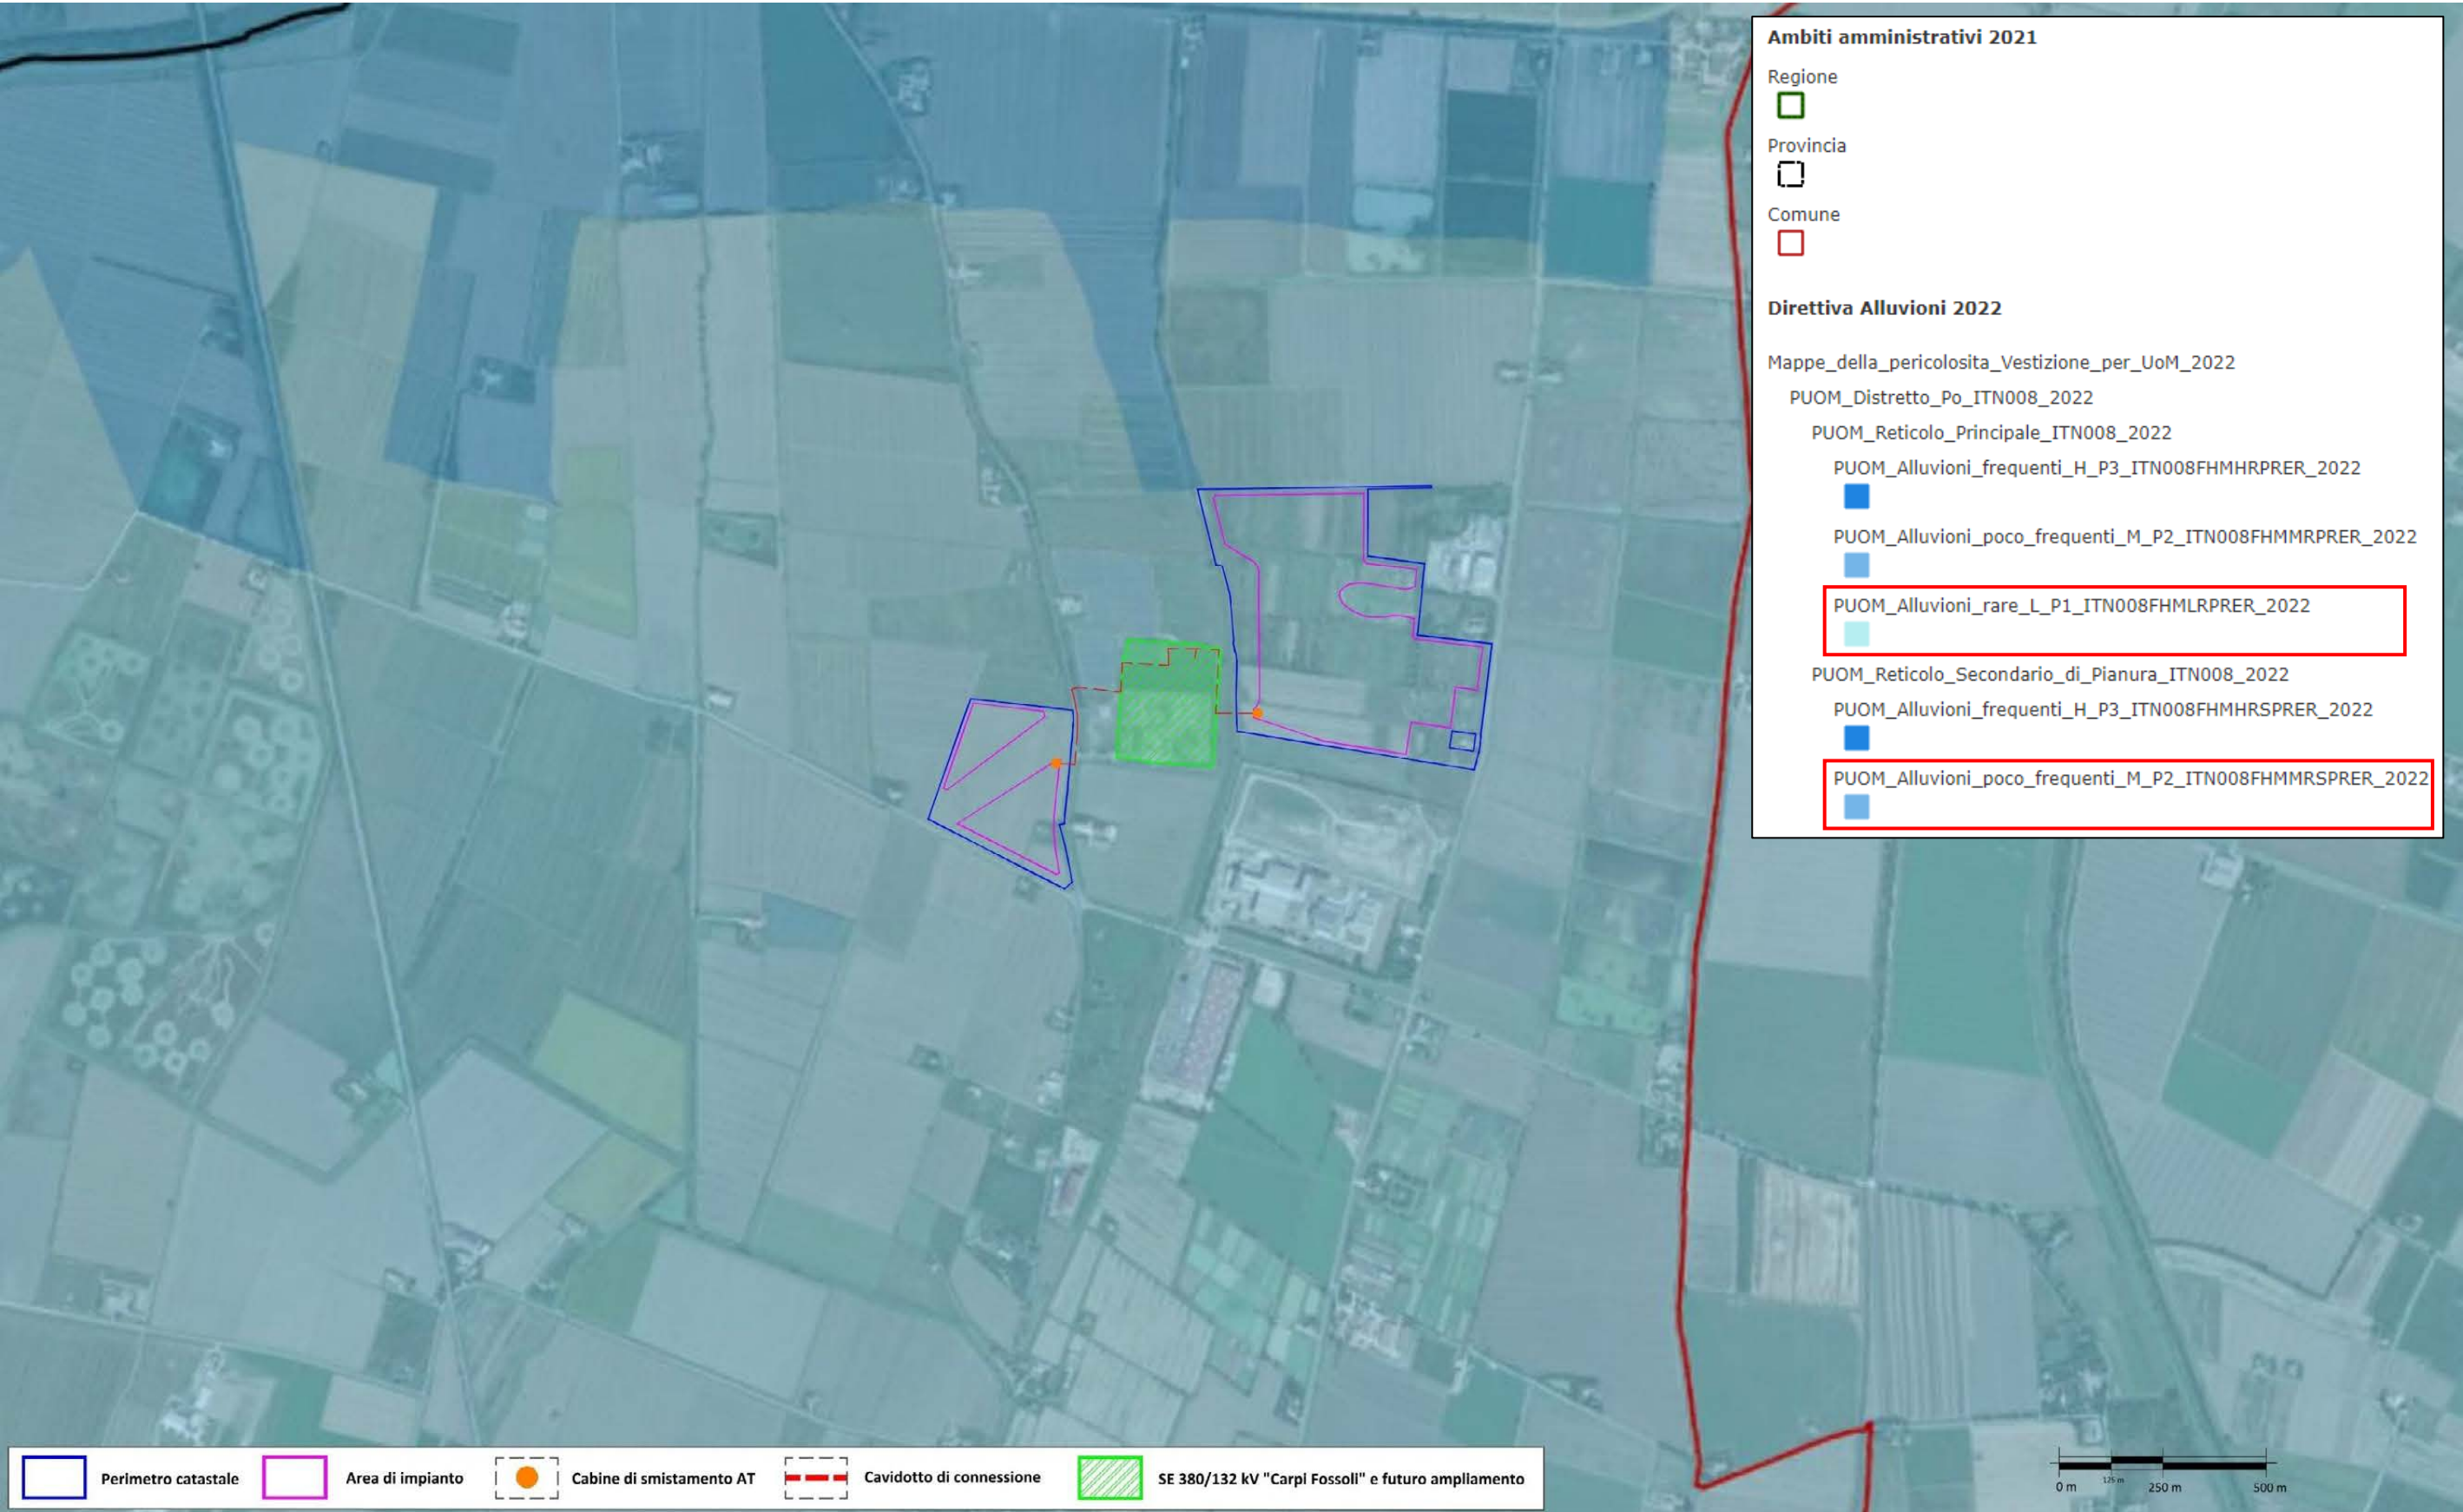 Ambiti amministrativi 2021
Regione
Provincia
Comune
Direttiva Alluvioni 2022
Mappe_della_pericolosita_Vestizione_per_UoM_2022
PUOM_Distretto_Po_ITN008_2022
PUOM_Reticolo_Principale_ITN008_2022
PUOM_Alluvioni_frequenti_H_P3_ITN008FHMHRPRER_2022
PUOM_Alluvioni_poco_frequenti_M_P2_ITN008FHMMRPRER_2022
PUOM_Alluvioni_rare_L_P1_ITN008FHMLRPRER_2022
PUOM_Reticolo_Secondario_di_Pianura_ITN008_2022
PUOM_Alluvioni_frequenti_H_P3_ITN008FHMHRSPRER_2022
PUOM_Alluvioni_poco_frequenti_M_P2_ITN008FHMMRSPRER_2022
Perimetro catastale
Area di impianto
Cabine di smistamento AT
Cavidotto di connessione
SE 380/132 kV "Carpi Fossoli" e futuro ampliamento
0 m 125 m 250 m 500 m